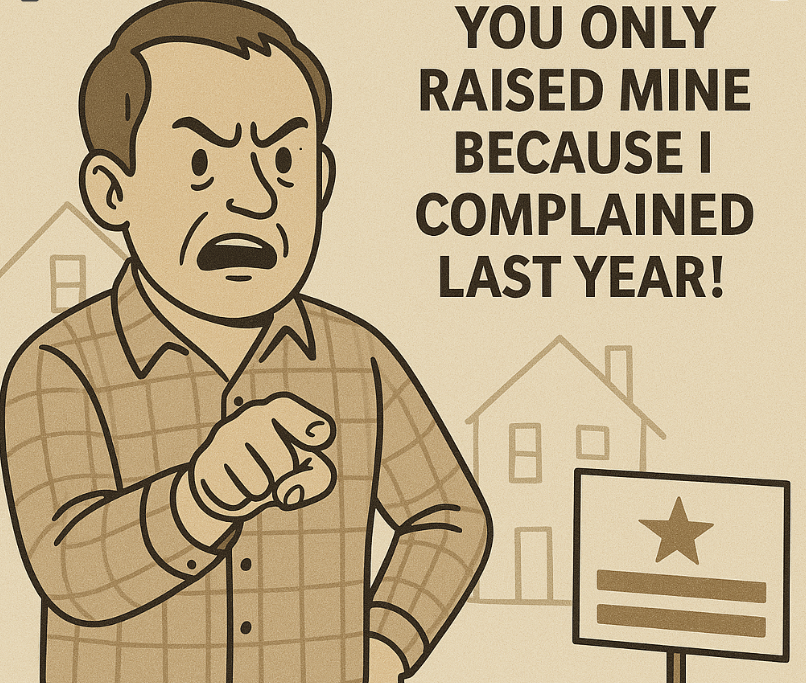 YOU ONLY
RAISED MINE
BECAUSE I
COMPLAINED
LAST YEAR!